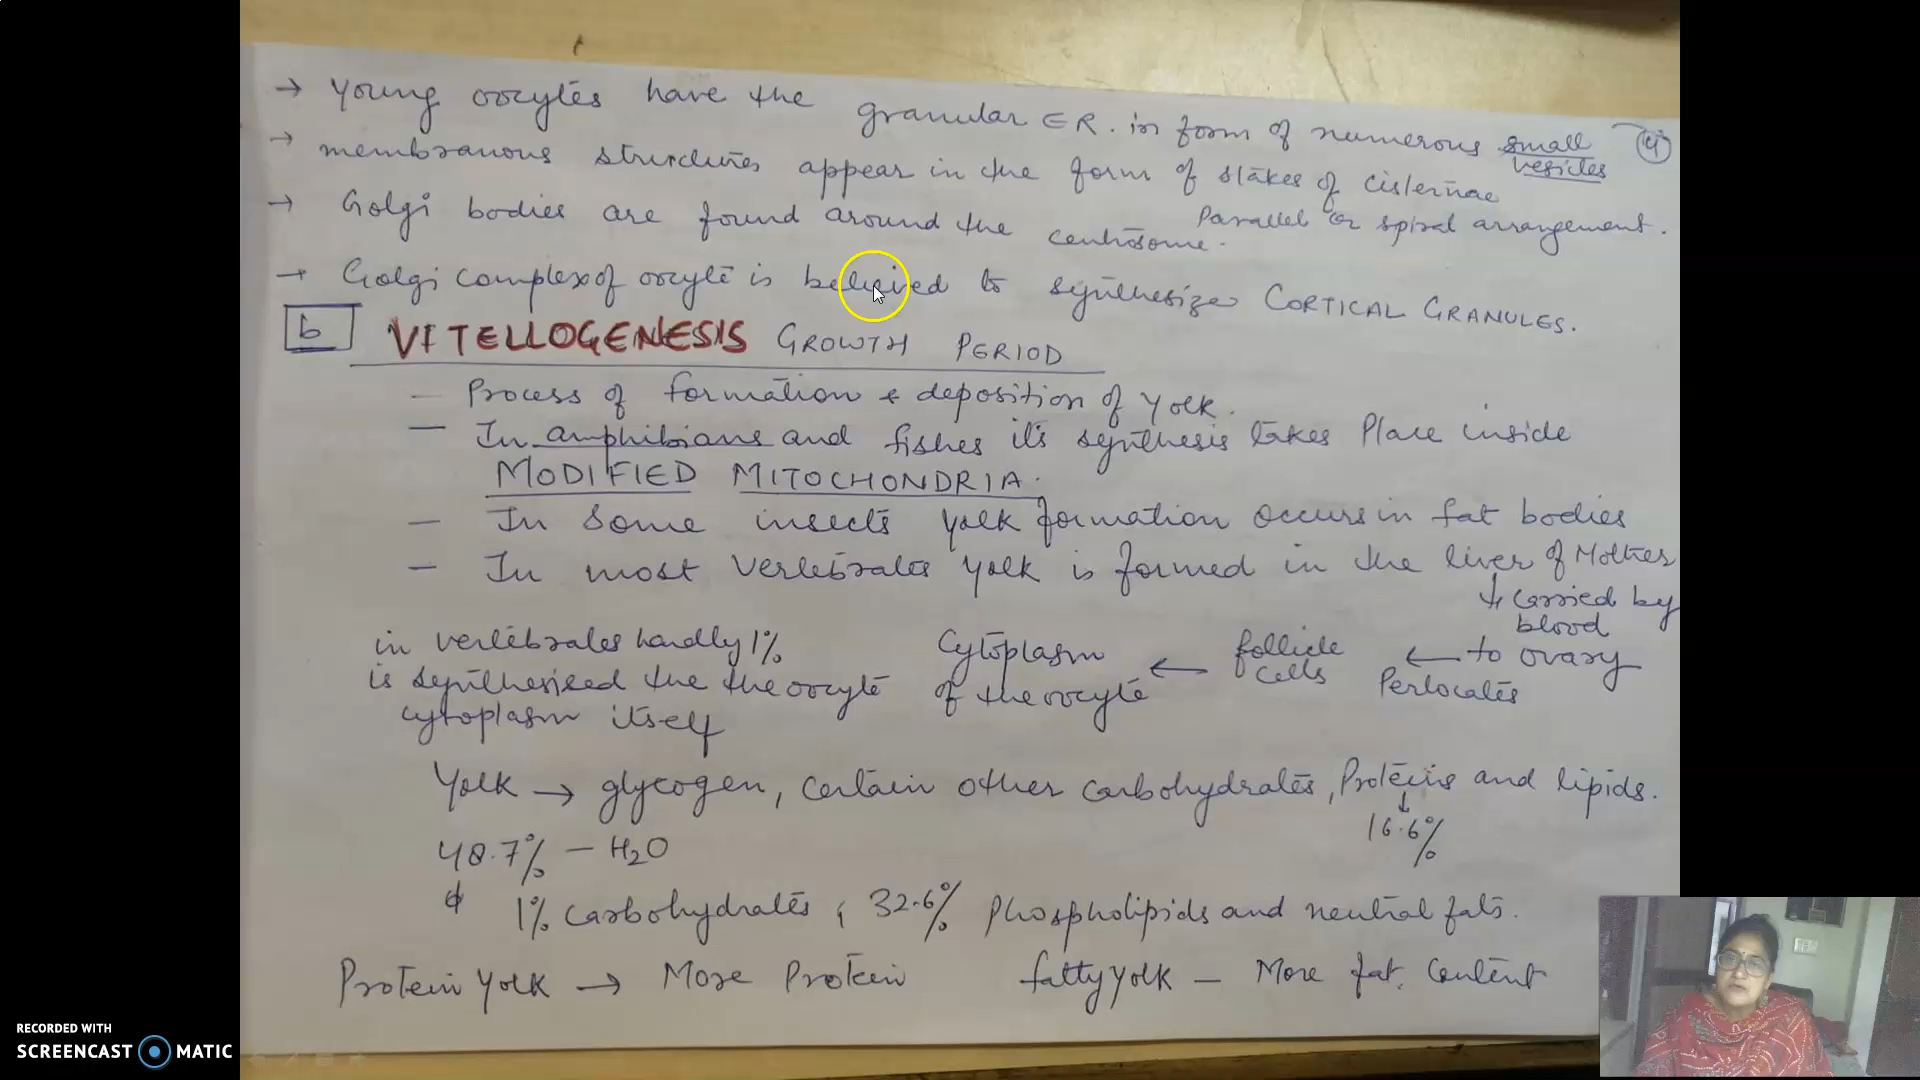 → Young oocytes have the granular ER. in form of numerous small vesicles
4
→ membranous structures appear in the form of stakes of cisternae
Parallel or spiral arrangement.
→ Golgi bodies are found around the centrosome.
→ Golgi complex of oocyte is believed to synthesize CORTICAL GRANULES.
b VITELLOGENESIS GROWTH PERIOD
— Process of formation & deposition of yolk.
— In amphibians and fishes it's synthesis takes Place inside
MODIFIED MITOCHONDRIA.
— In some insects yolk formation occurs in fat bodies
— In most vertebrates yolk is formed in the liver of Mother
↓ carried by
blood
← to ovary
Perlocates
follicle
cells
← Cytoplasm
of the oocyte
in vertebrates hardly 1%
is synthesised the the oocyte
cytoplasm itself
Yolk → glycogen, certain other carbohydrates, Proteins and lipids.
↓
16.6%
48.7% — H2O
1% carbohydrates, 32.6% phospholipids and neutral fats.
Protein Yolk → More Protein fatty yolk — More fat. Content
RECORDED WITH
SCREENCAST MATIC